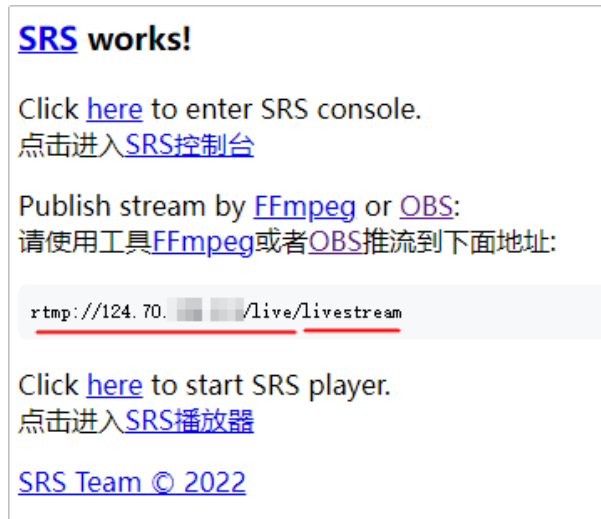 SRS works!
Click here to enter SRS console.
点击进入SRS控制台
Publish stream by FFmpeg or OBS:
请使用工具FFmpeg或者OBS推流到下面地址:
rtmp://124.70. /live/livestream
Click here to start SRS player.
点击进入SRS播放器
SRS Team © 2022